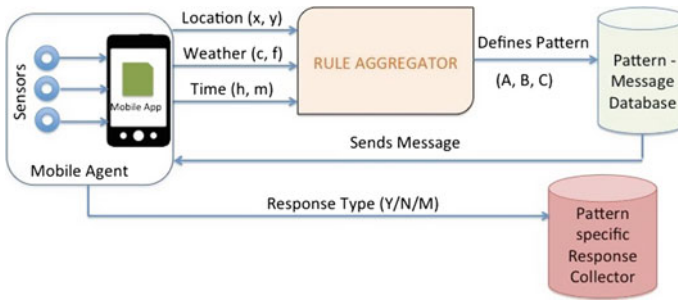 Location (x, y)
Weather (c, f)
Time (h, m)
Sensors
Mobile App
Mobile Agent
RULE AGGREGATOR
Defines Pattern
(A, B, C)
Pattern -
Message
Database
Sends Message
Response Type (Y/N/M)
Pattern
specific
Response
Collector